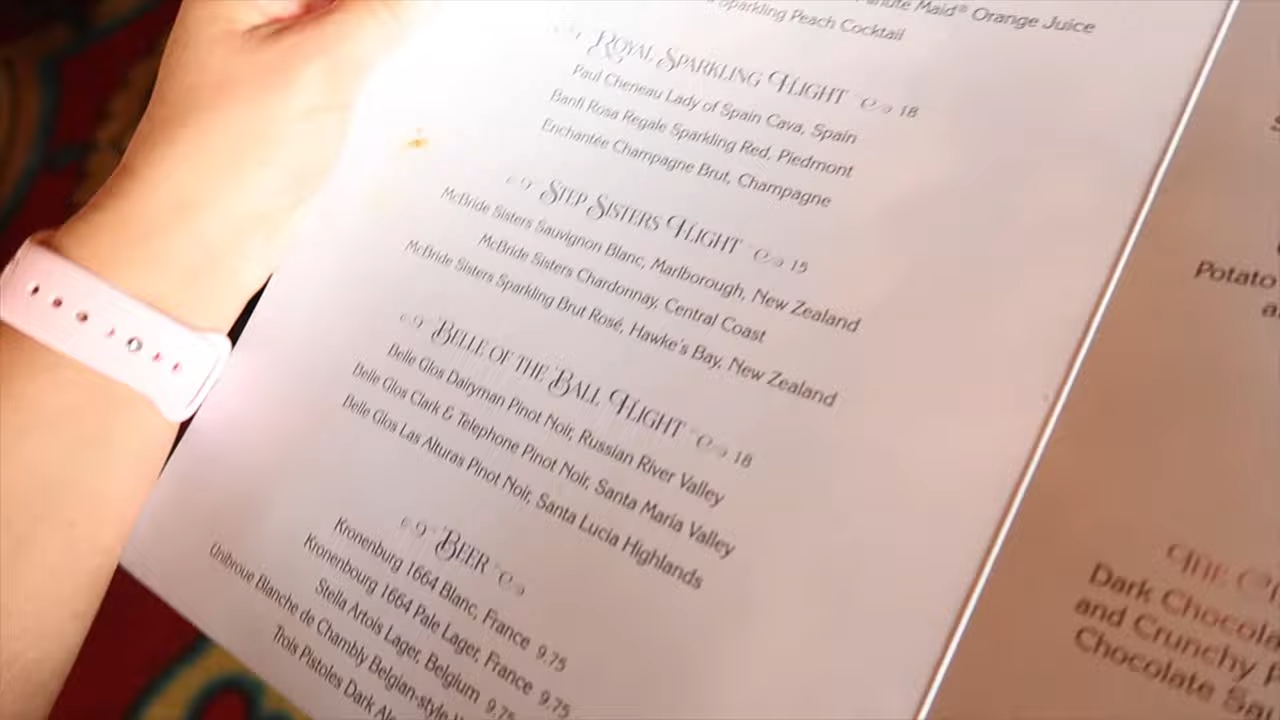 Maid® Orange Juice
Sparkling Peach Cocktail
ROYAL SPARKLING FLIGHT 18
Paul Cheneau Lady of Spain Cava, Spain
Banfi Rosa Regale Sparkling Red, Piedmont
Enchantée Champagne Brut, Champagne
STEP SISTERS FLIGHT 15
McBride Sisters Sauvignon Blanc, Marlborough, New Zealand
McBride Sisters Chardonnay, Central Coast
McBride Sisters Sparkling Brut Rosé, Hawke's Bay, New Zealand
BELLE OF THE BALL FLIGHT 18
Belle Glos Dairyman Pinot Noir, Russian River Valley
Belle Glos Clark & Telephone Pinot Noir, Santa Maria Valley
Belle Glos Las Alturas Pinot Noir, Santa Lucia Highlands
BEER
Kronenburg 1664 Blanc, France 9.75
Kronenbourg 1664 Pale Lager, France 9.75
Stella Artois Lager, Belgium 9.75
Unibroue Blanche de Chambly Belgian-style
Trois Pistoles Dark
Potato
THE
Dark
and Crunchy
Chocolate